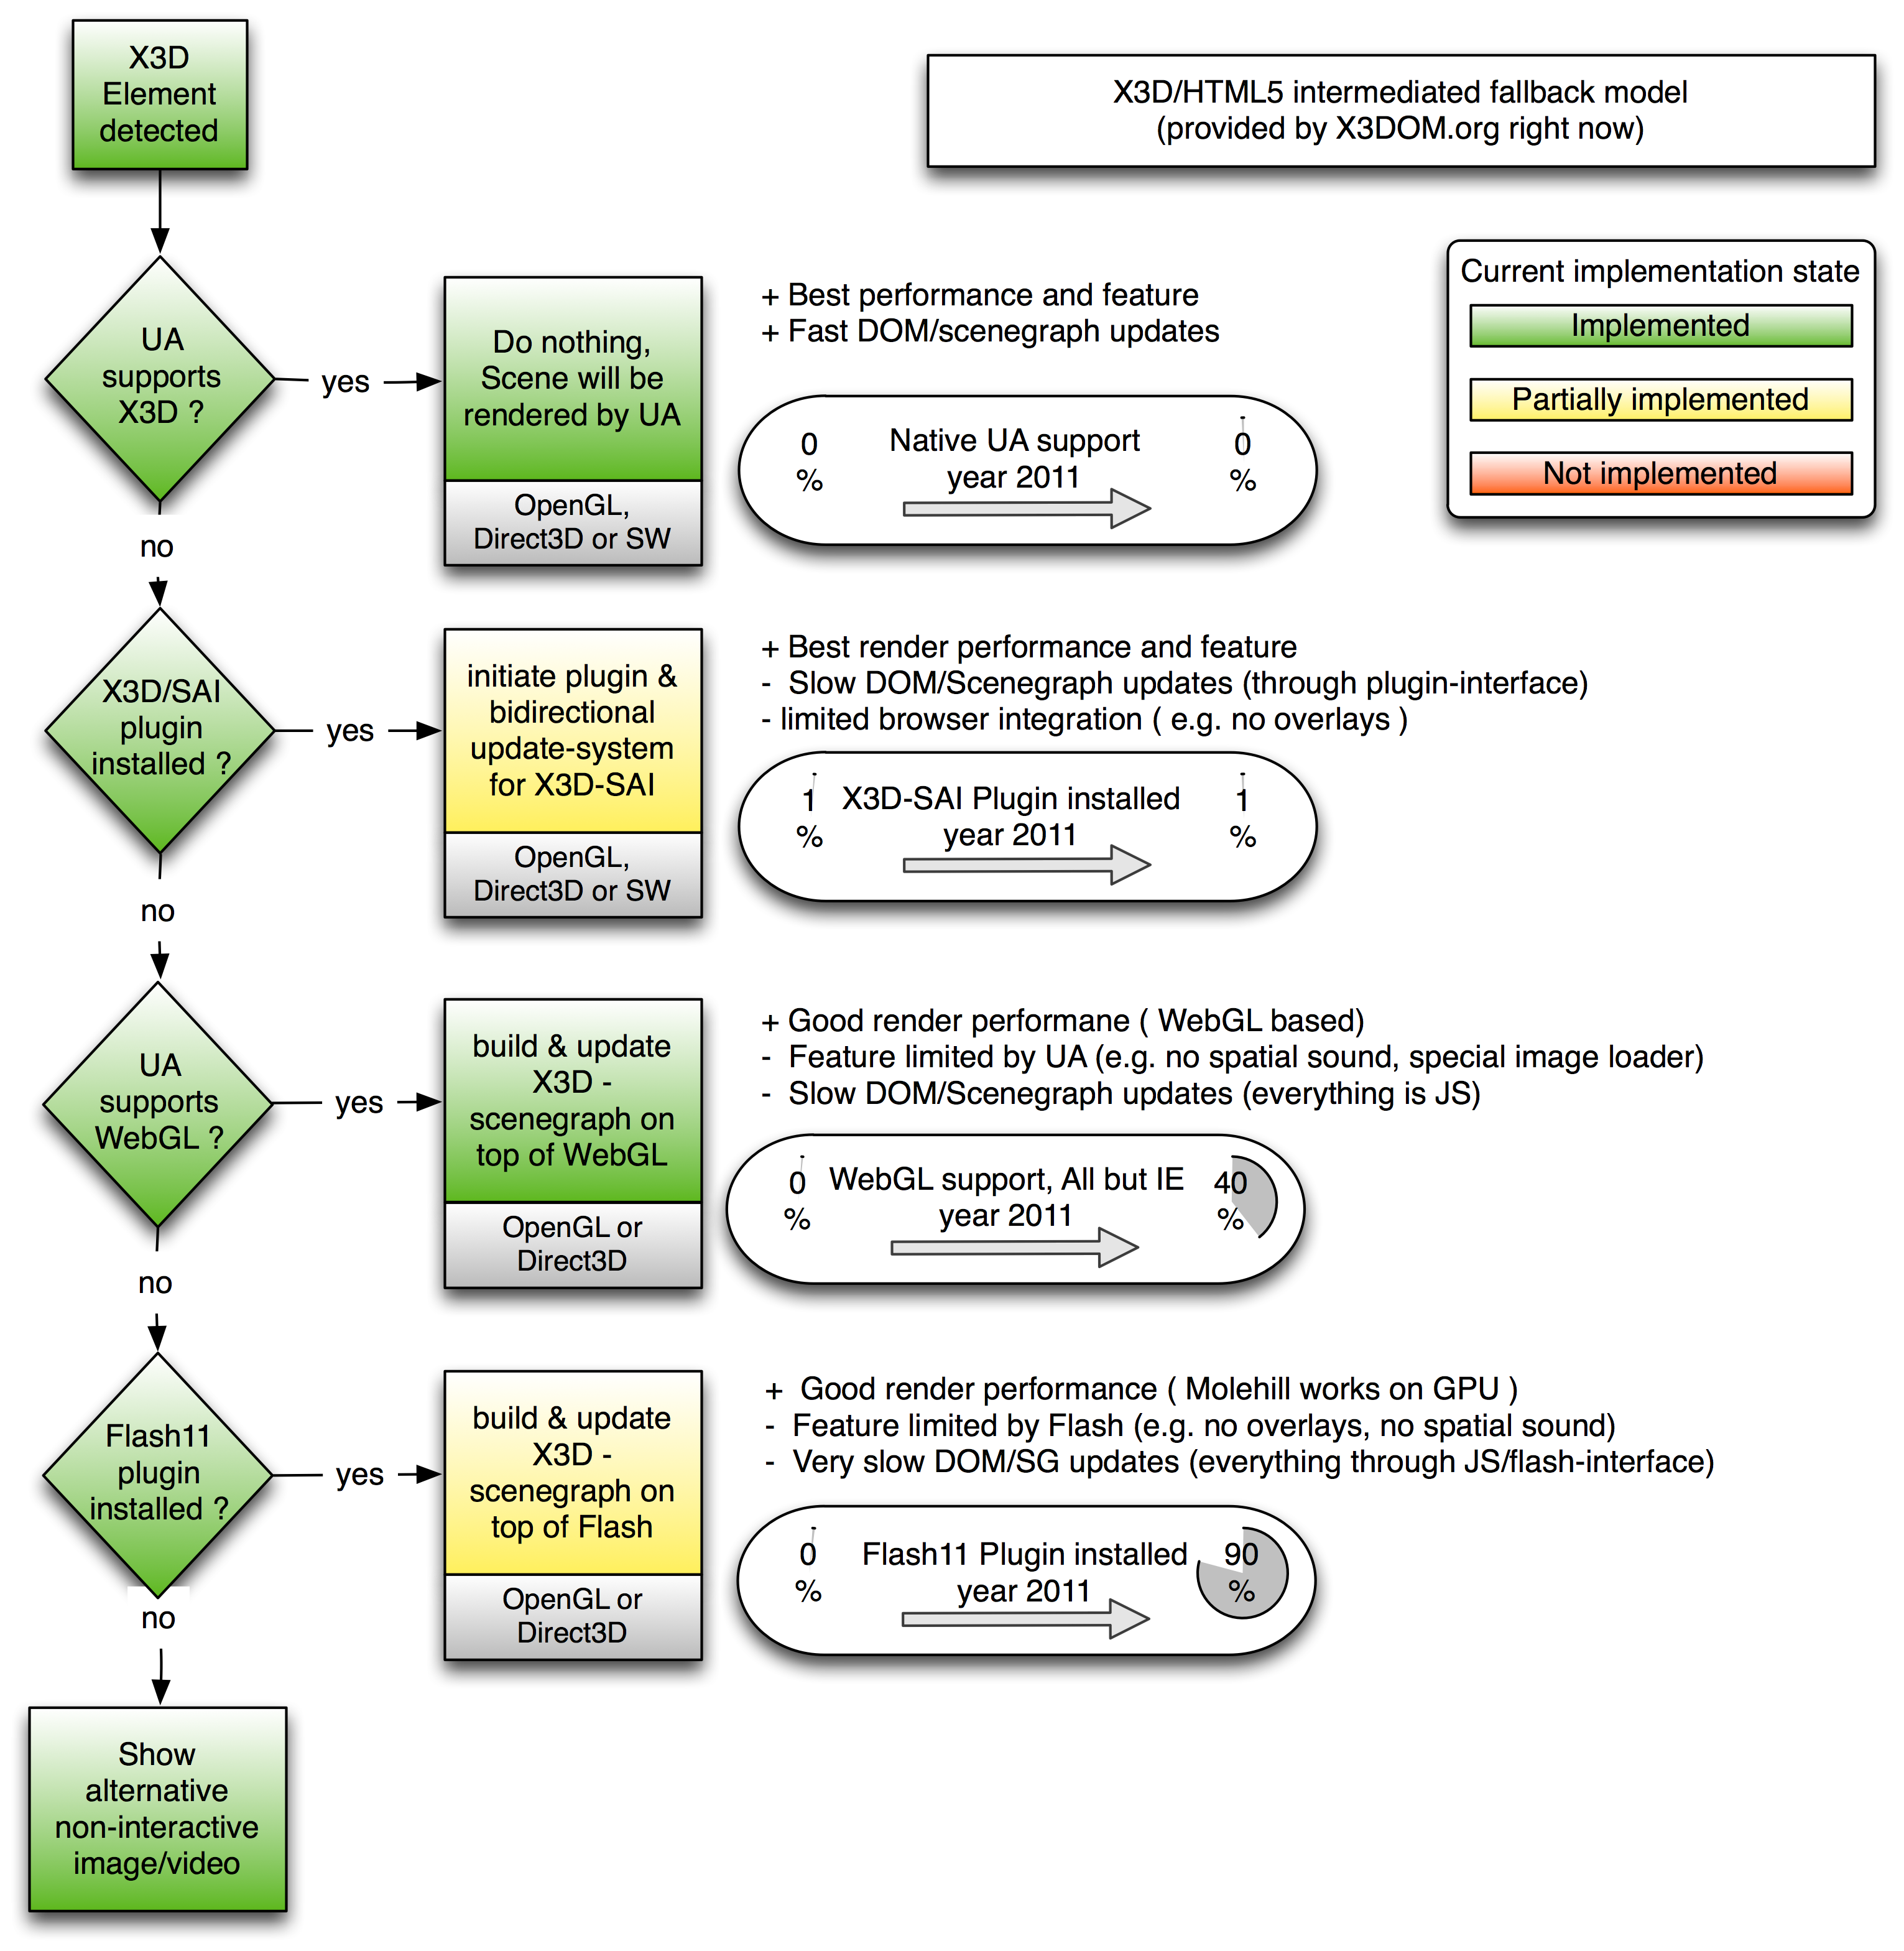 X3D
Element
detected
X3D/HTML5 intermediated fallback model
(provided by X3DOM.org right now)
Current implementation state
Implemented
Partially implemented
Not implemented
UA
supports
X3D ?
yes
no
Do nothing,
Scene will be
rendered by UA
OpenGL,
Direct3D or SW
+ Best performance and feature
+ Fast DOM/scenegraph updates
0
%
Native UA support
year 2011
0
%
X3D/SAI
plugin
installed ?
yes
no
initiate plugin &
bidirectional
update-system
for X3D-SAI
OpenGL,
Direct3D or SW
+ Best render performance and feature
- Slow DOM/Scenegraph updates (through plugin-interface)
- limited browser integration ( e.g. no overlays )
1
%
X3D-SAI Plugin installed
year 2011
1
%
UA
supports
WebGL ?
yes
no
build & update
X3D -
scenegraph on
top of WebGL
OpenGL or
Direct3D
+ Good render performane ( WebGL based)
- Feature limited by UA (e.g. no spatial sound, special image loader)
- Slow DOM/Scenegraph updates (everything is JS)
0
%
WebGL support, All but IE
year 2011
40
%
Flash11
plugin
installed ?
yes
no
build & update
X3D -
scenegraph on
top of Flash
OpenGL or
Direct3D
+ Good render performance ( Molehill works on GPU )
- Feature limited by Flash (e.g. no overlays, no spatial sound)
- Very slow DOM/SG updates (everything through JS/flash-interface)
0
%
Flash11 Plugin installed
year 2011
90
%
Show
alternative
non-interactive
image/video